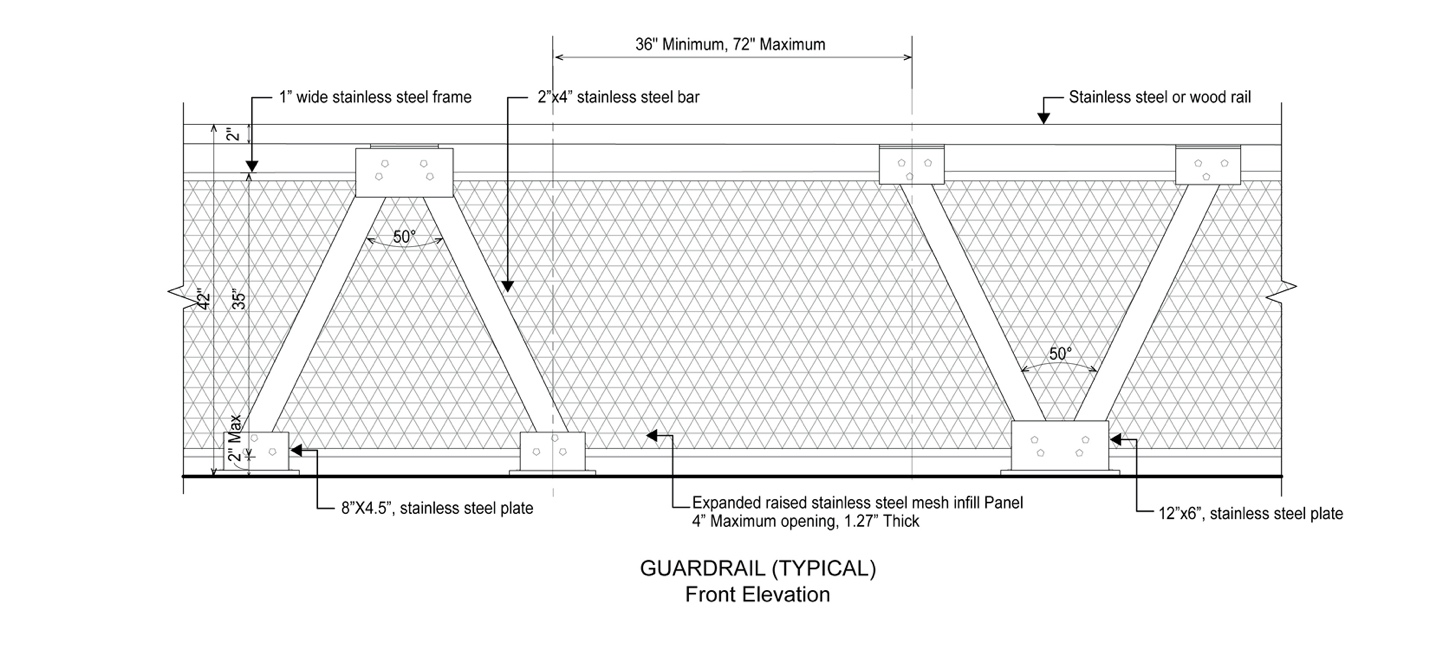 36" Minimum, 72" Maximum
1” wide stainless steel frame
2”x4” stainless steel bar
Stainless steel or wood rail
2"
50°
42"
35”
50°
2" Max
8”X4.5”, stainless steel plate
Expanded raised stainless steel mesh infill Panel
4” Maximum opening, 1.27” Thick
12”x6”, stainless steel plate
GUARDRAIL (TYPICAL)
Front Elevation